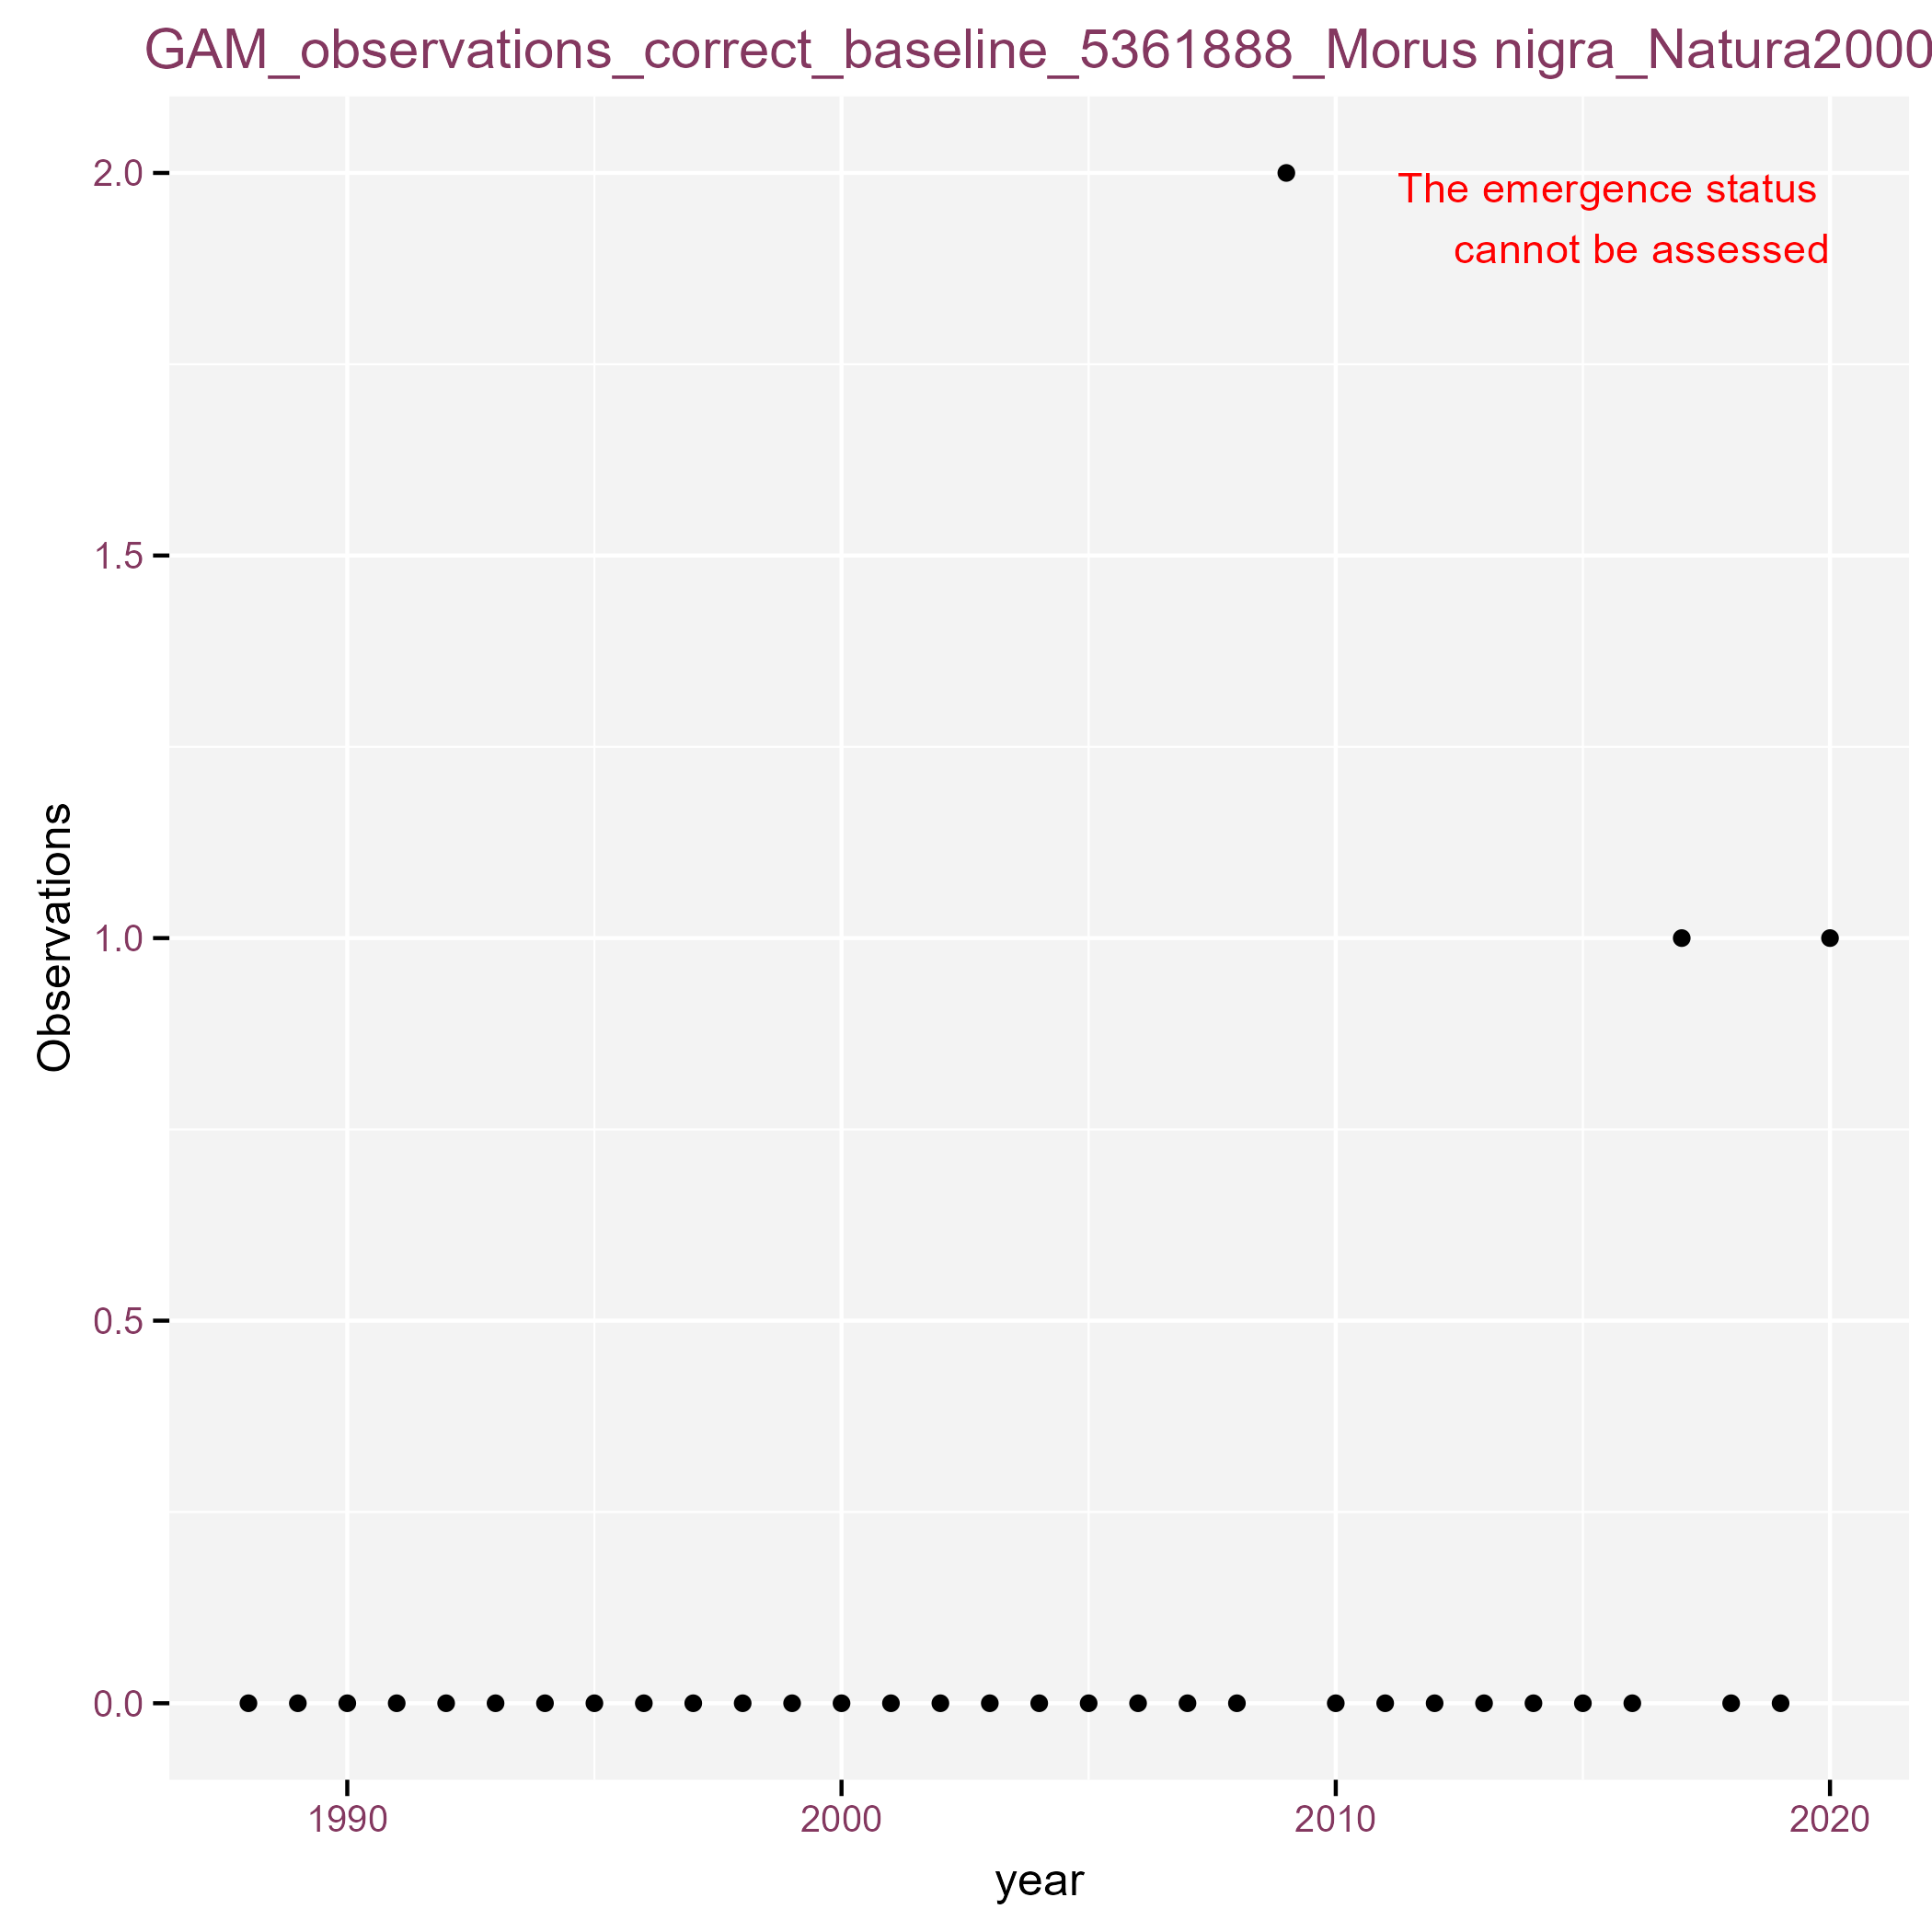 GAM_observations_correct_baseline_5361888_Morus nigra_Natura2000
2.0
The emergence status
cannot be assessed
1.5
1.0
Observations
0.5
0.0
1990 2000 2010 2020
year